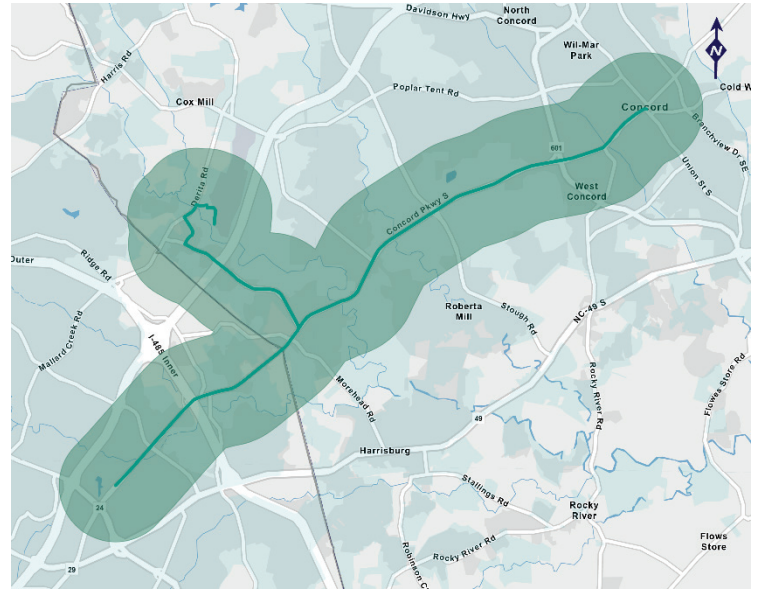 Davidson Hwy
North
Concord
Wil-Mar
Park
N
Harris Rd
Poplar Tent Rd
Cold W
Cox Mill
Concord
Branchview Dr SE
601
Union St S
Derita Rd
West
Concord
Concord Pkwy S
Outer
Ridge Rd
Roberta
Mill
Stough Rd
NC-49 S
Mallard Creek Rd
I-485 Inner
Rocky River Rd
Flowes Store Rd
Morehead Rd
49
Harrisburg
Stallings Rd
24
Rocky
River
Flows
Store
Rocky River Rd
Robinson C
29